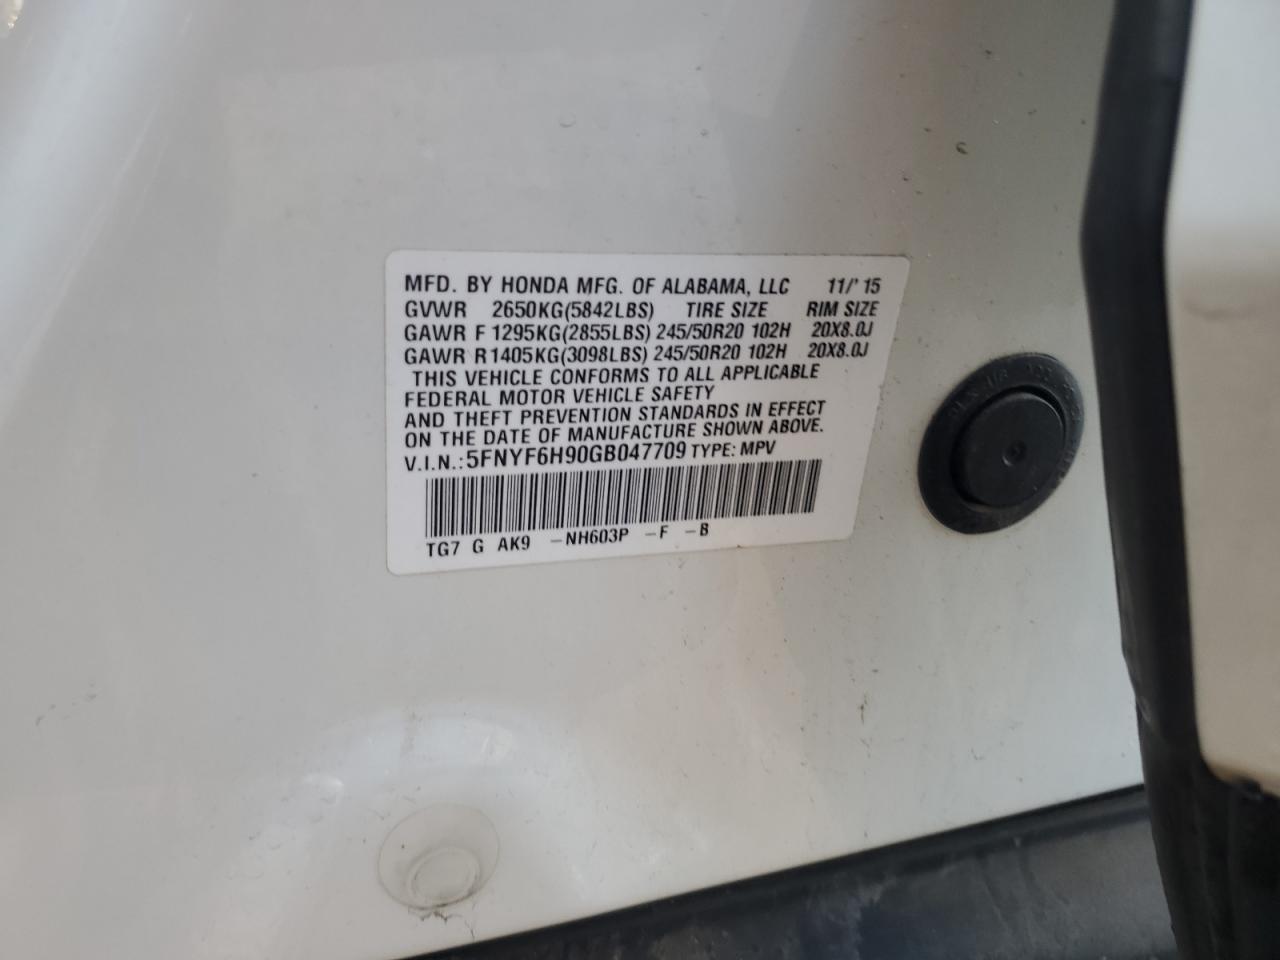 MFD. BY HONDA MFG. OF ALABAMA, LLC 11/' 15
GVWR 2650KG(5842LBS) TIRE SIZE RIM SIZE
GAWR F 1295KG(2855LBS) 245/50R20 102H 20X8.0J
GAWR R 1405KG(3098LBS) 245/50R20 102H 20X8.0J
THIS VEHICLE CONFORMS TO ALL APPLICABLE
FEDERAL MOTOR VEHICLE SAFETY
AND THEFT PREVENTION STANDARDS IN EFFECT
ON THE DATE OF MANUFACTURE SHOWN ABOVE.
V.I.N.: 5FNYF6H90GB047709 TYPE: MPV
TG7 G AK9 -NH603P -F -B